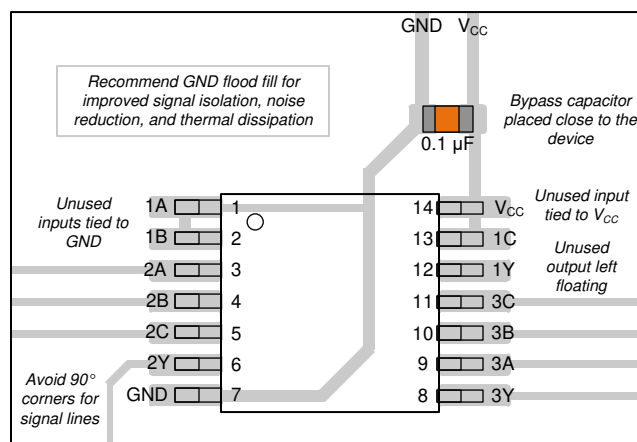 GND VCC
Recommend GND flood fill for
improved signal isolation, noise
reduction, and thermal dissipation
Bypass capacitor
placed close to the
device
0.1 µF
Unused
inputs tied to
GND
1A 1 14 VCC
1B 2 13 1C
2A 3 12 1Y
2B 4 11 3C
2C 5 10 3B
2Y 6 9 3A
GND 7 8 3Y
Unused input
tied to VCC
Unused
output left
floating
Avoid 90°
corners for
signal lines